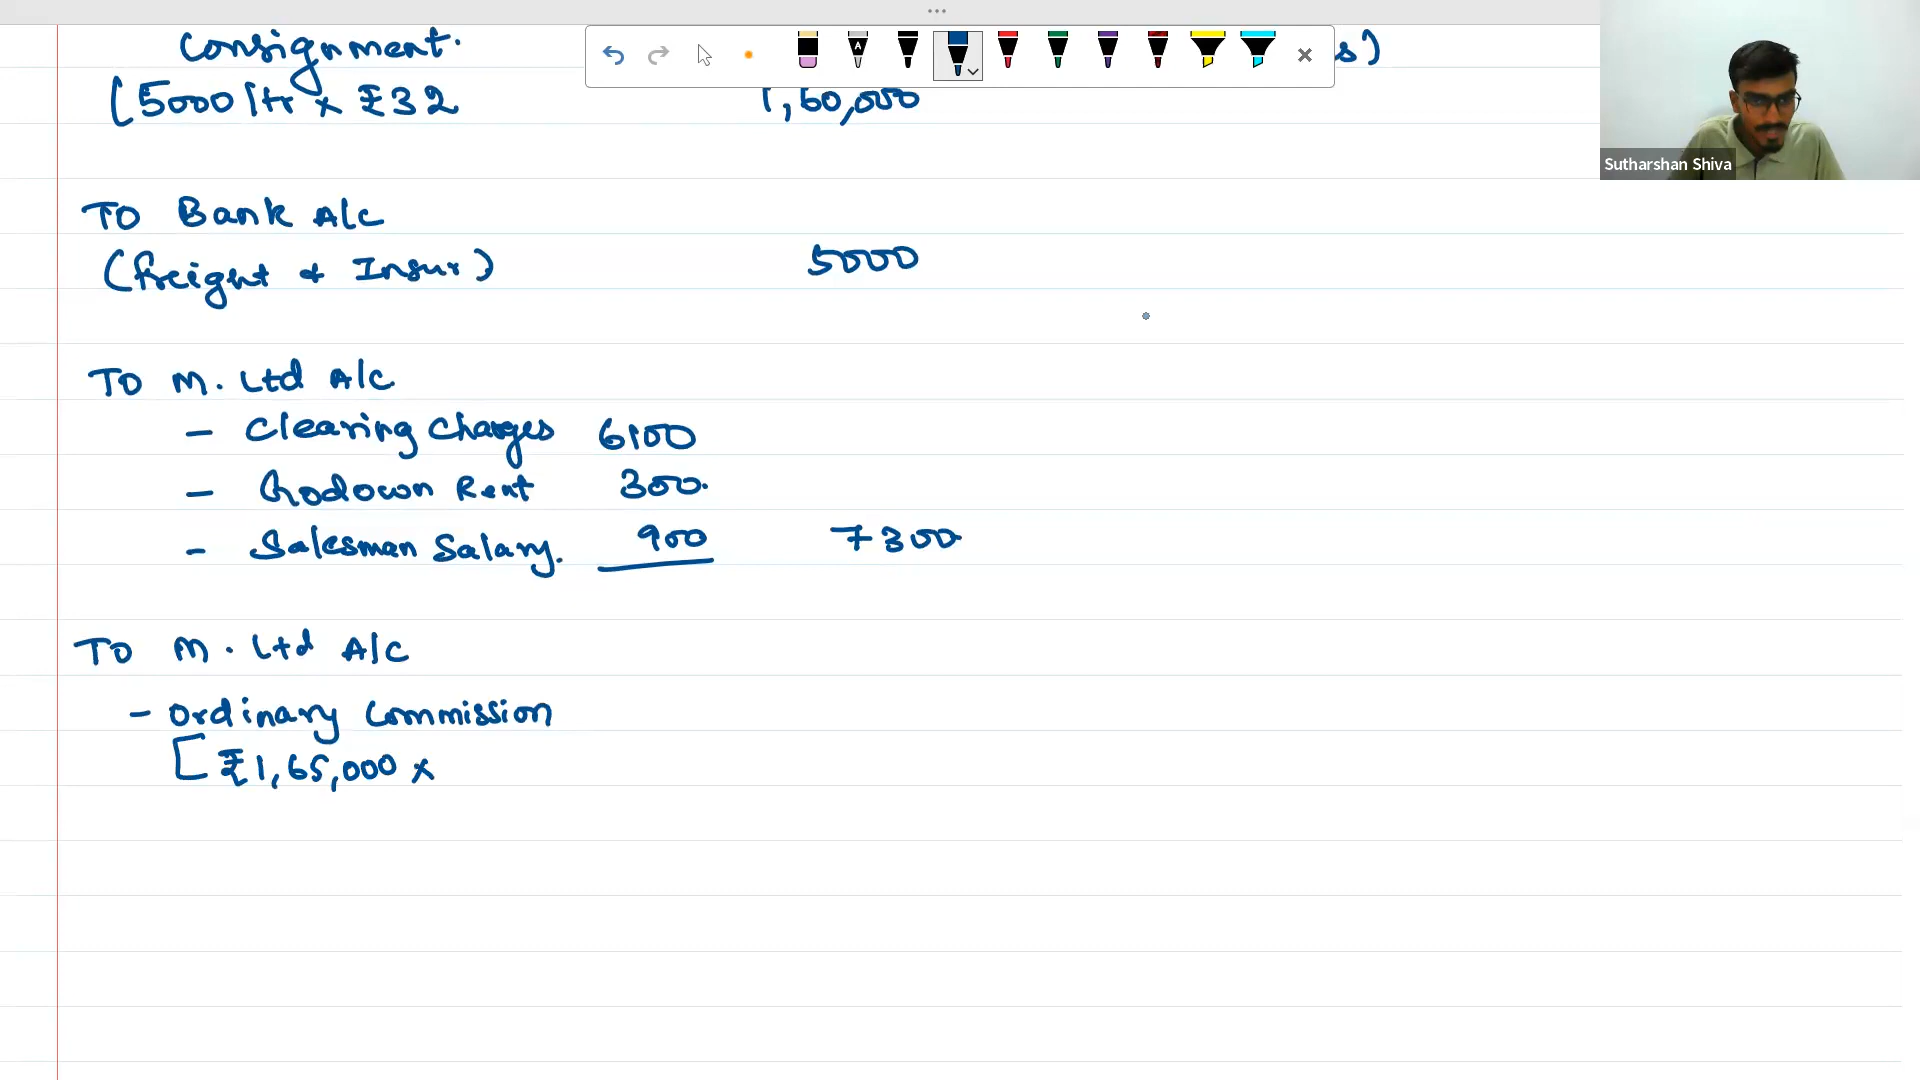 Consignment.
s)
[5000 ltr x ₹32
1,60,000
To Bank A/c
(freight & Insur)
5000
To M. Ltd A/c
- Clearing Charges 6100
- Godown Rent 300.
- Salesman Salary. 900 7300
To M. Ltd A/c
- Ordinary Commission
[₹1,65,000 x
Sutharshan Shiva